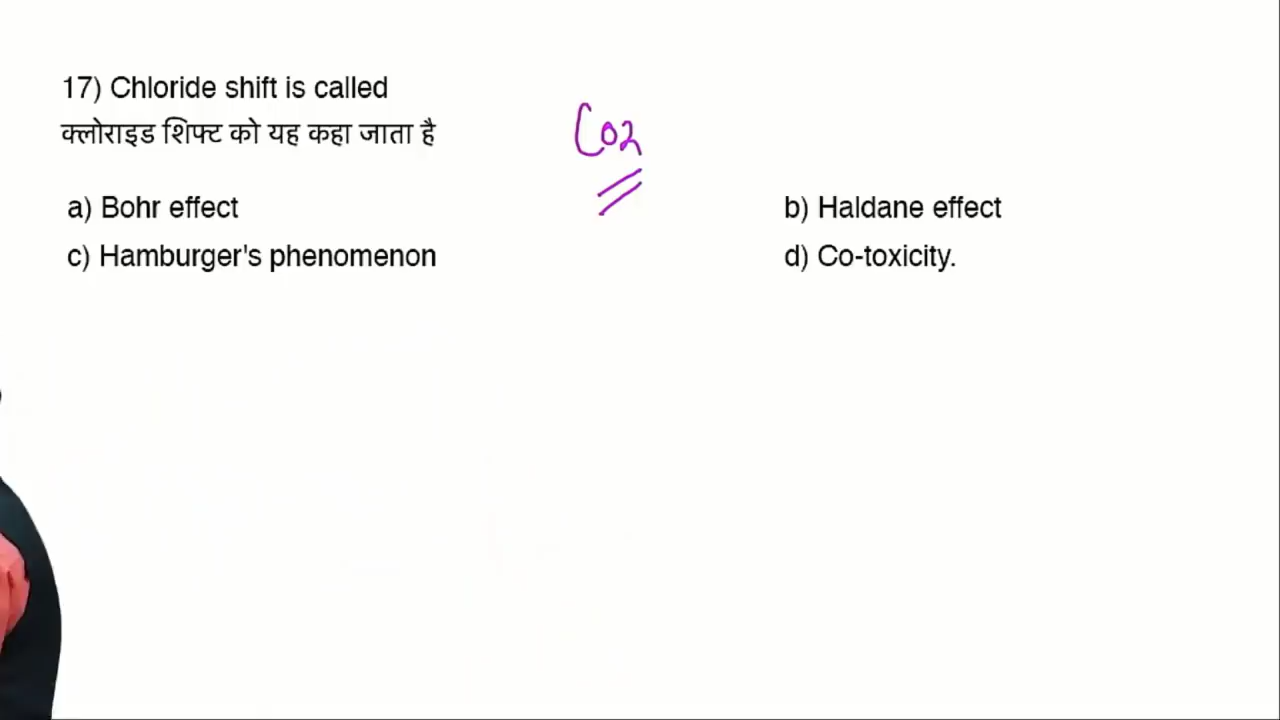 17) Chloride shift is called
क्लोराइड शिफ्ट को यह कहा जाता है
CO2
a) Bohr effect
b) Haldane effect
c) Hamburger's phenomenon
d) Co-toxicity.